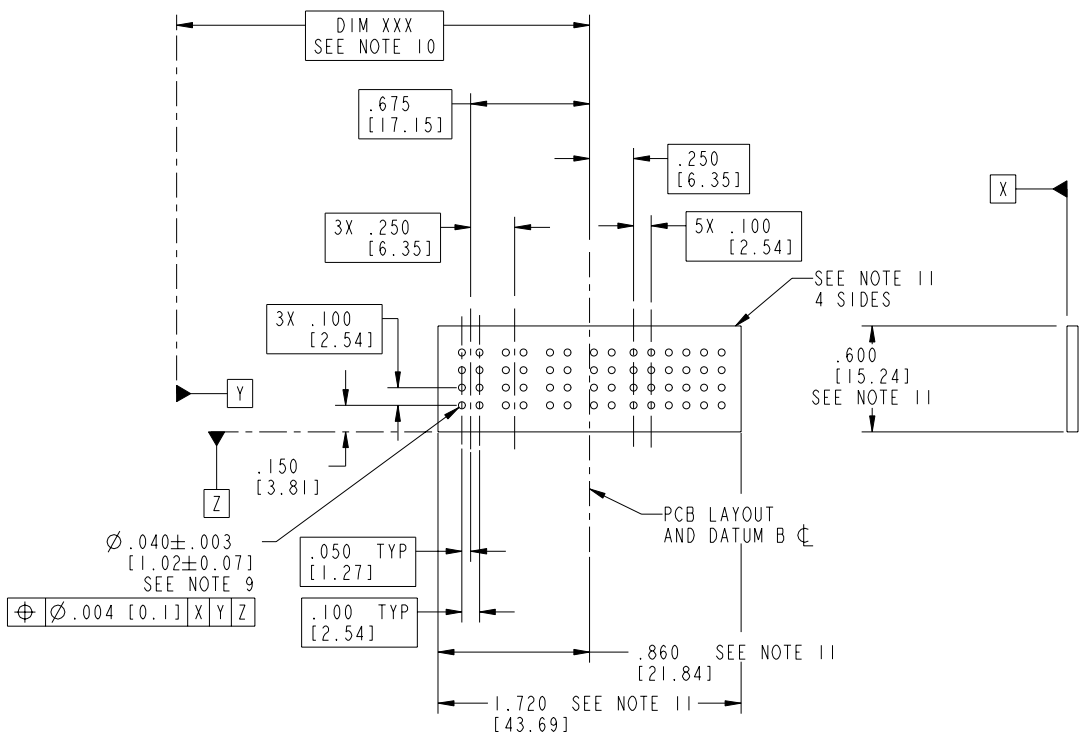 DIM XXX
SEE NOTE 10
.675
[17.15]
.250
[6.35]
X
3X .250
[6.35]
5X .100
[2.54]
SEE NOTE 11
4 SIDES
3X .100
[2.54]
.600
[15.24]
SEE NOTE 11
Y
.150
[3.81]
Z
PCB LAYOUT
AND DATUM B ℄
Ø.040±.003
[1.02±0.07]
SEE NOTE 9
⌖ Ø.004 [0.1] X Y Z
.050 TYP
[1.27]
.100 TYP
[2.54]
.860 SEE NOTE 11
[21.84]
1.720 SEE NOTE 11
[43.69]